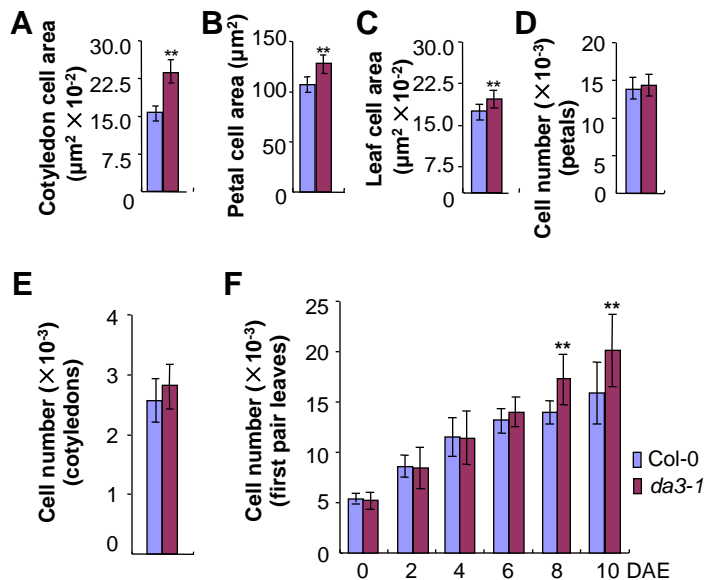 A
Cotyledon cell area
(µm² × 10⁻²)
30.0
22.5
15.0
7.5
0
**
B
Petal cell area (µm²)
150
100
50
0
**
C
Leaf cell area
(µm² × 10⁻²)
30.0
22.5
15.0
7.5
0
**
D
Cell number (×10⁻³)
(petals)
20
15
10
5
0
E
Cell number (×10⁻³)
(cotyledons)
4
3
2
1
0
F
Cell number (×10⁻³)
(first pair leaves)
25
20
15
10
5
0
**
**
0 2 4 6 8 10 DAE
Col-0
da3-1